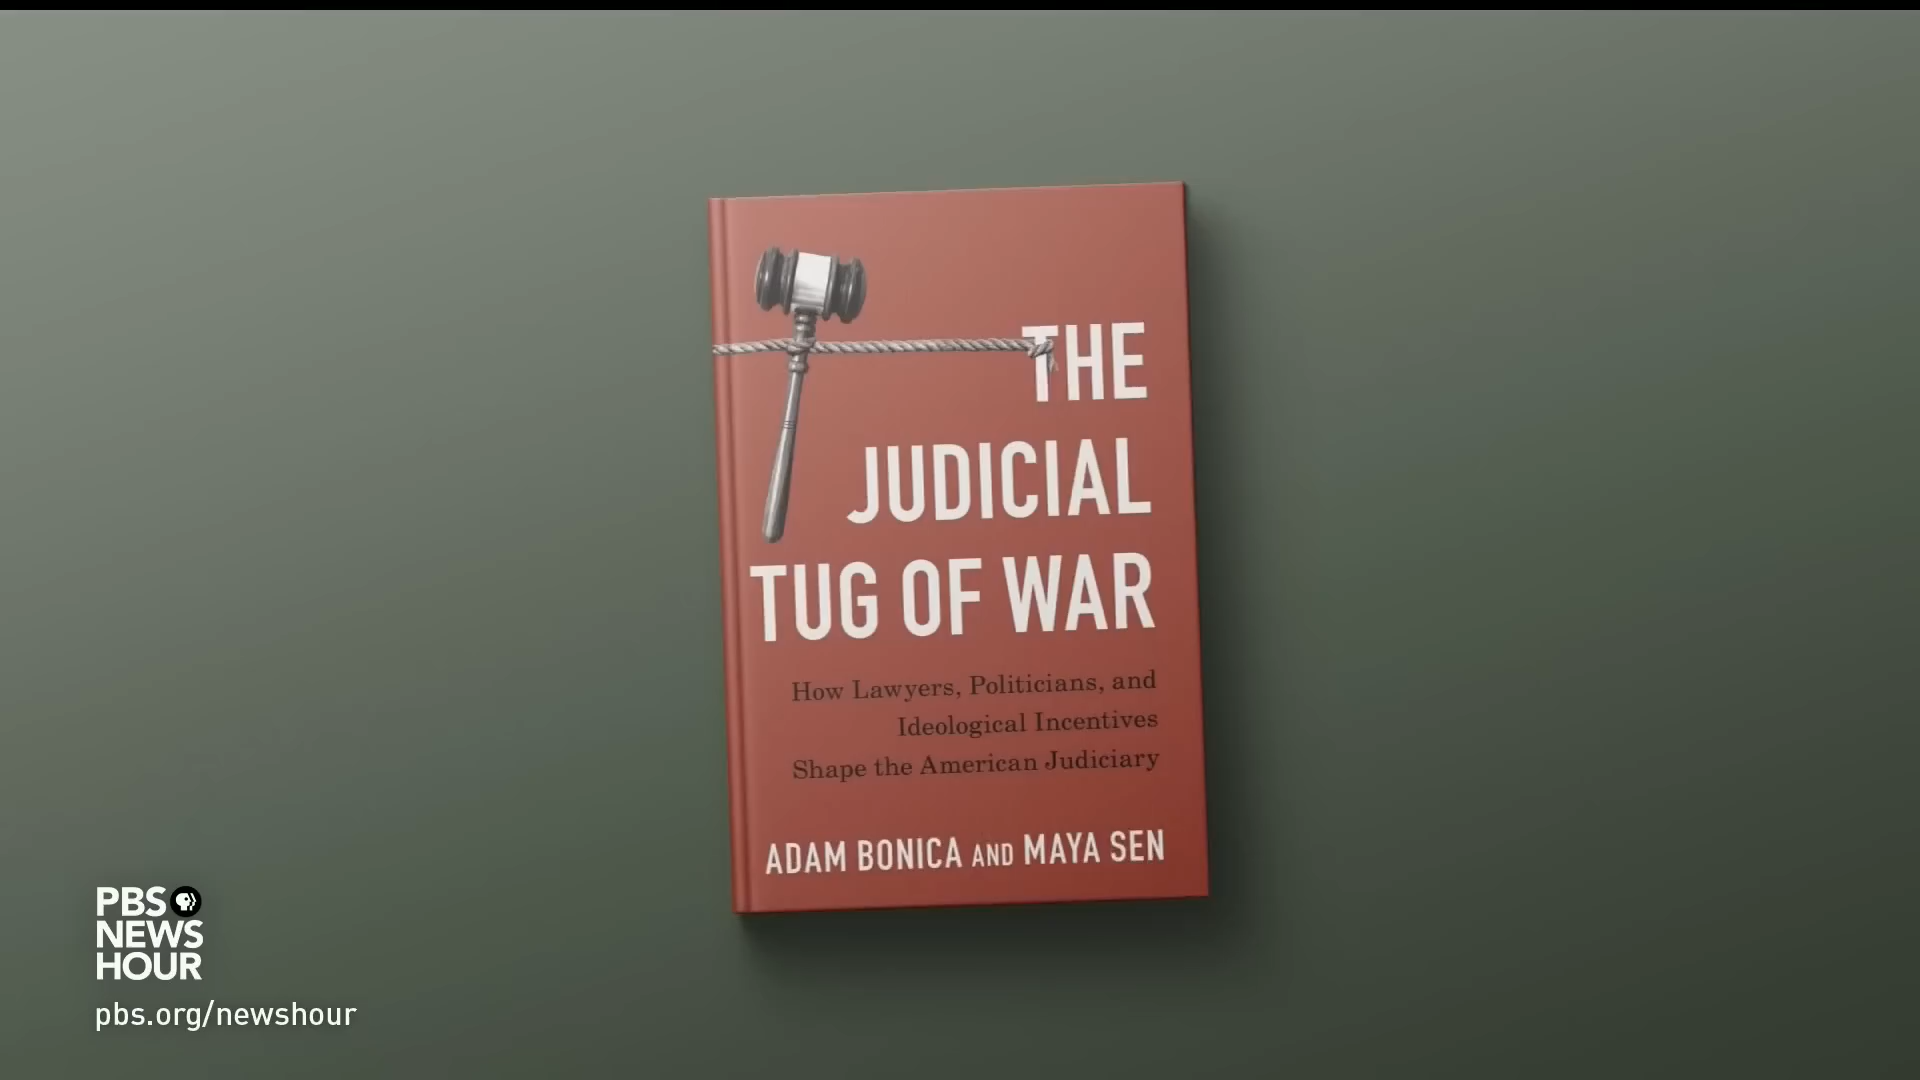 THE
JUDICIAL
TUG OF WAR
How Lawyers, Politicians, and
Ideological Incentives
Shape the American Judiciary
ADAM BONICA AND MAYA SEN
PBS
NEWS
HOUR
pbs.org/newshour